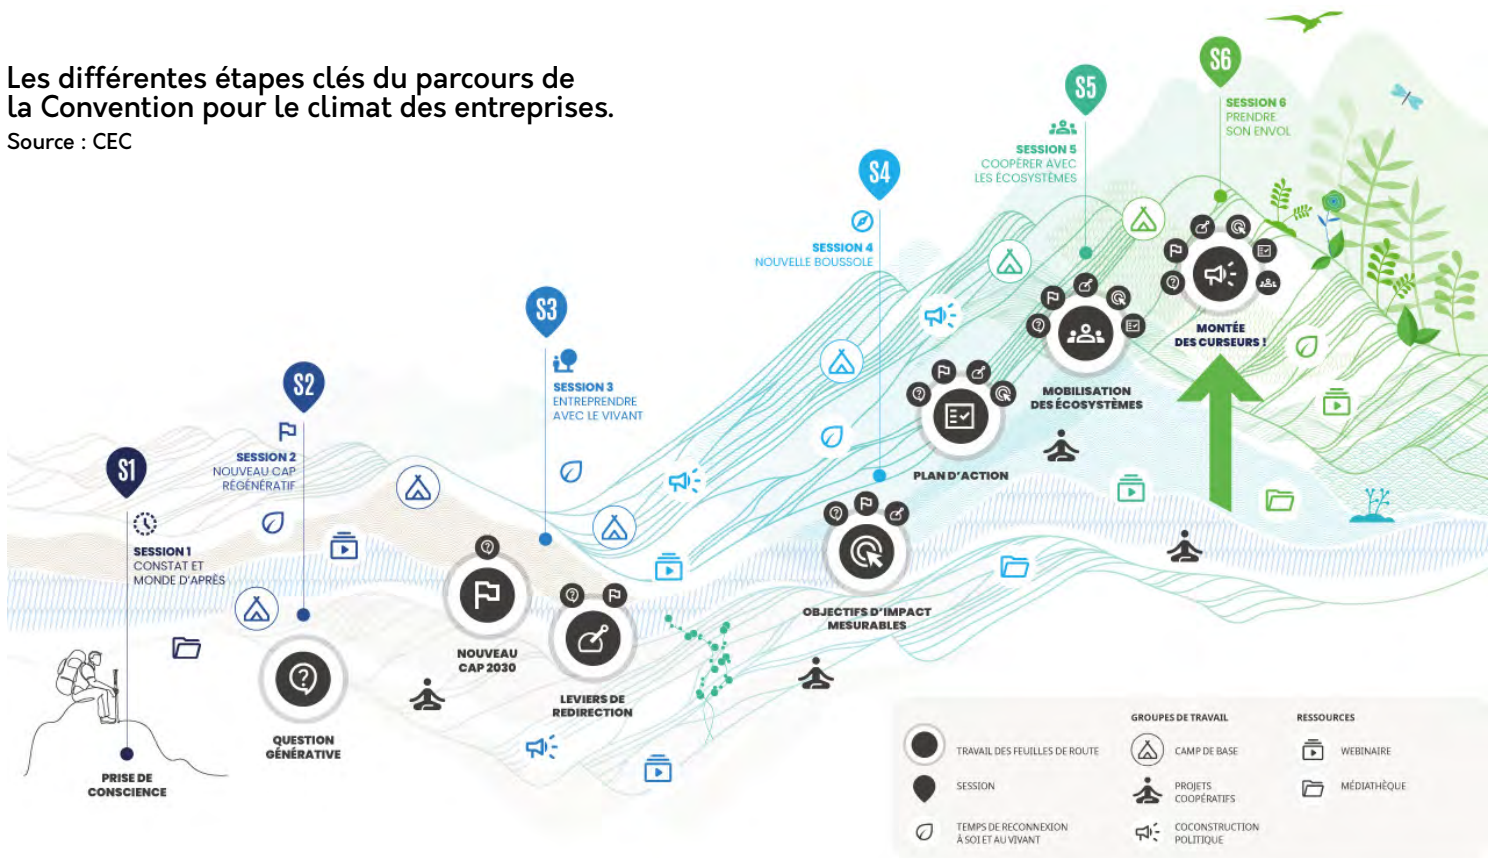 Les différentes étapes clés du parcours de
la Convention pour le climat des entreprises.
Source : CEC
S1
SESSION 1
CONSTAT ET
MONDE D'APRÈS
PRISE DE
CONSCIENCE
S2
SESSION 2
NOUVEAU CAP
RÉGÉNÉRATIF
QUESTION
GÉNÉRATIVE
S3
SESSION 3
ENTREPRENDRE
AVEC LE VIVANT
NOUVEAU
CAP 2030
LEVIERS DE
REDIRECTION
S4
SESSION 4
NOUVELLE BOUSSOLE
OBJECTIFS D'IMPACT
MESURABLES
PLAN D'ACTION
S5
SESSION 5
COOPÉRER AVEC
LES ÉCOSYSTÈMES
MOBILISATION
DES ÉCOSYSTÈMES
S6
SESSION 6
PRENDRE
SON ENVOL
MONTÉE
DES CURSEURS !
TRAVAIL DES FEUILLES DE ROUTE
SESSION
TEMPS DE RECONNEXION
À SOI ET AU VIVANT
GROUPES DE TRAVAIL
CAMP DE BASE
PROJETS
COOPÉRATIFS
COCONSTRUCTION
POLITIQUE
RESSOURCES
WEBINAIRE
MÉDIATHÈQUE